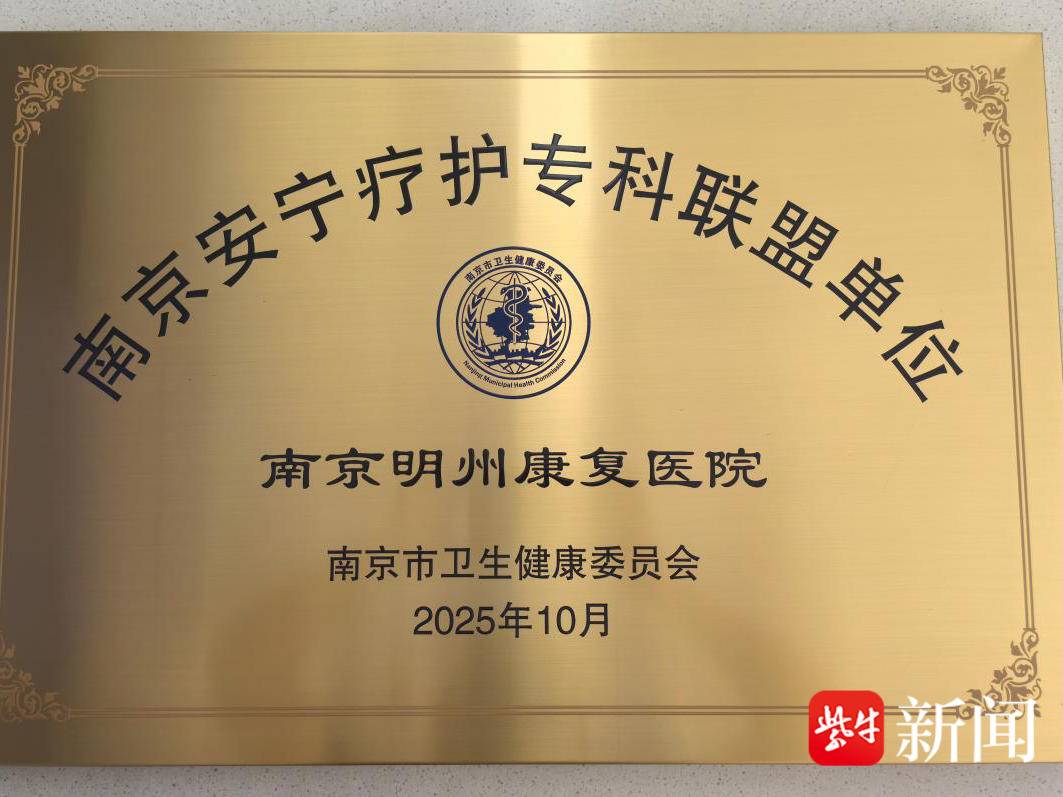 南京安宁疗护专科联盟单位
南京市卫生健康委员会
Nanjing Municipal Health Commission
南京明州康复医院
南京市卫生健康委员会
2025年10月
紫牛新闻